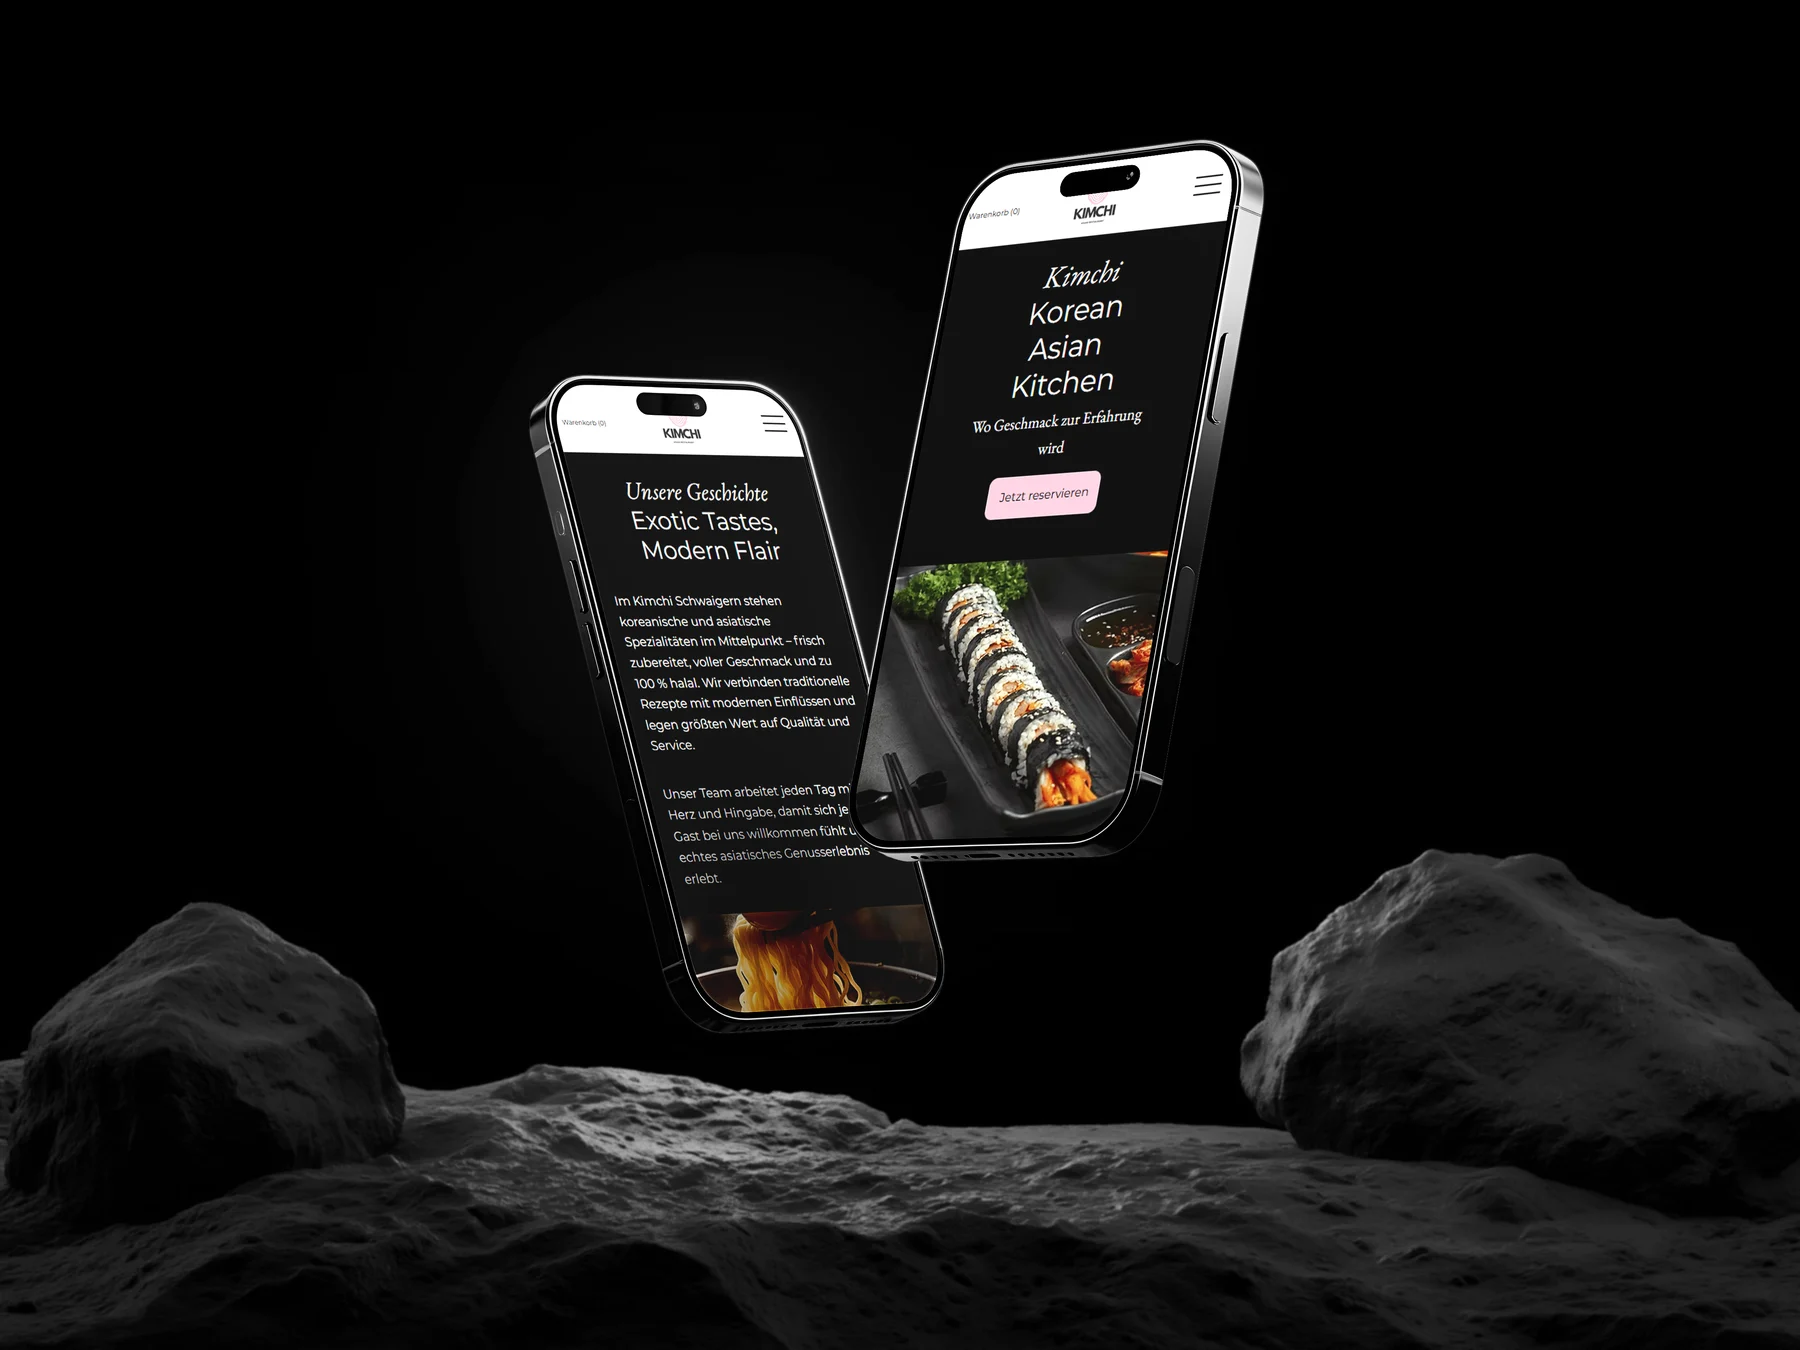 Warenkorb (0)
KIMCHI
Unsere Geschichte
Exotic Tastes,
Modern Flair
Im Kimchi Schwaigern stehen
koreanische und asiatische
Spezialitäten im Mittelpunkt – frisch
zubereitet, voller Geschmack und zu
100 % halal. Wir verbinden traditionelle
Rezepte mit modernen Einflüssen und
legen größten Wert auf Qualität und
Service.
Unser Team arbeitet jeden Tag
Herz und Hingabe, damit sich
Gast bei uns willkommen fühlt
echtes asiatisches Genusserlebnis
erlebt.
Warenkorb (0)
KIMCHI
Kimchi
Korean
Asian
Kitchen
Wo Geschmack zur Erfahrung
wird
Jetzt reservieren